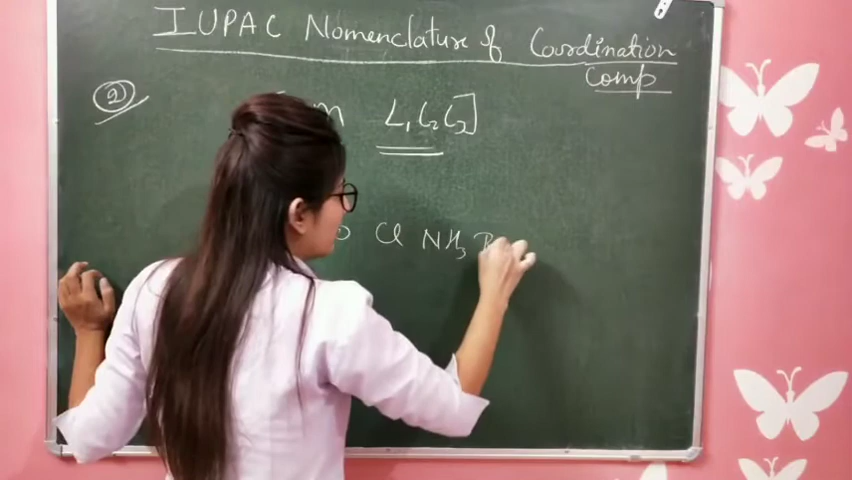 IUPAC Nomenclature of Coordination
Comp
② m L₁L₂L₃]
Cl NH₃